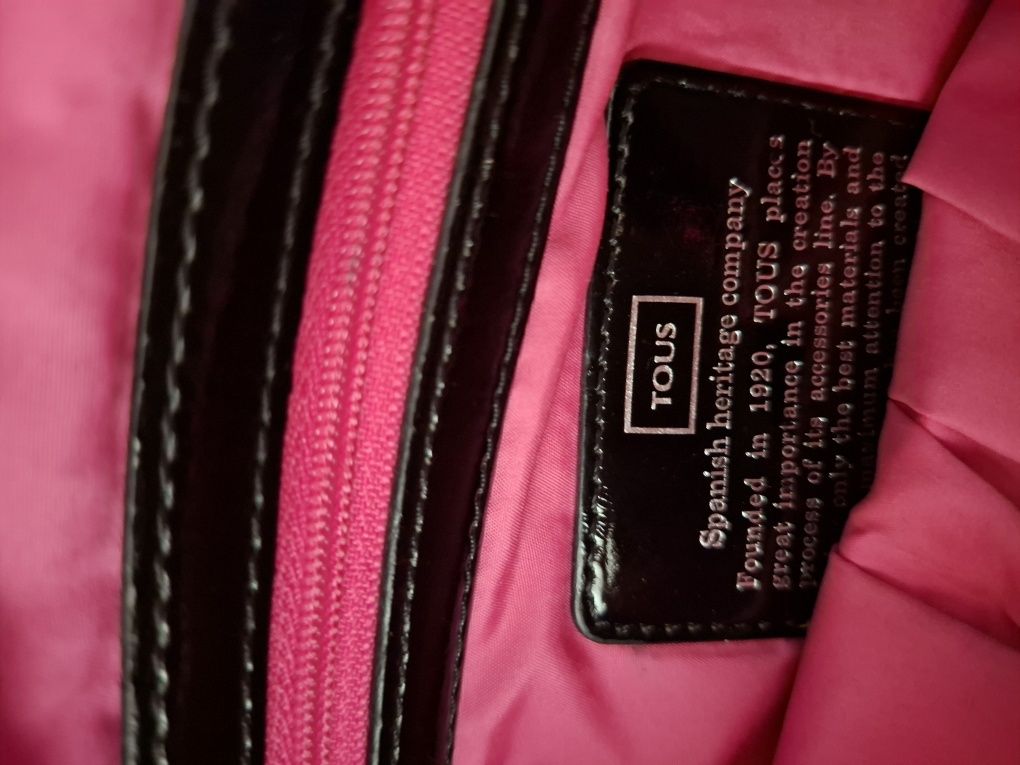 TOUS
Spanish heritage company
Founded in 1920, TOUS places
great importance in the creation
process of its accessories line. By
only the best materials and
attention to the
been